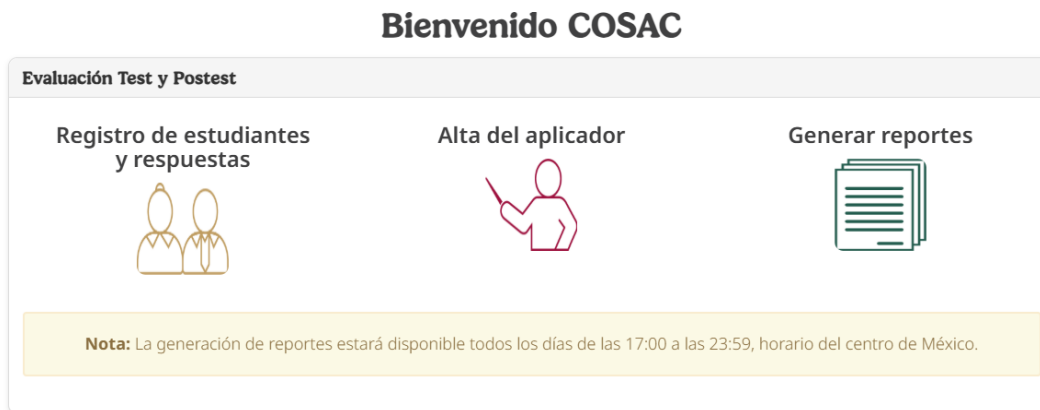 Bienvenido COSAC
Evaluación Test y Postest
Registro de estudiantes
y respuestas
Alta del aplicador
Generar reportes
Nota: La generación de reportes estará disponible todos los días de las 17:00 a las 23:59, horario del centro de México.